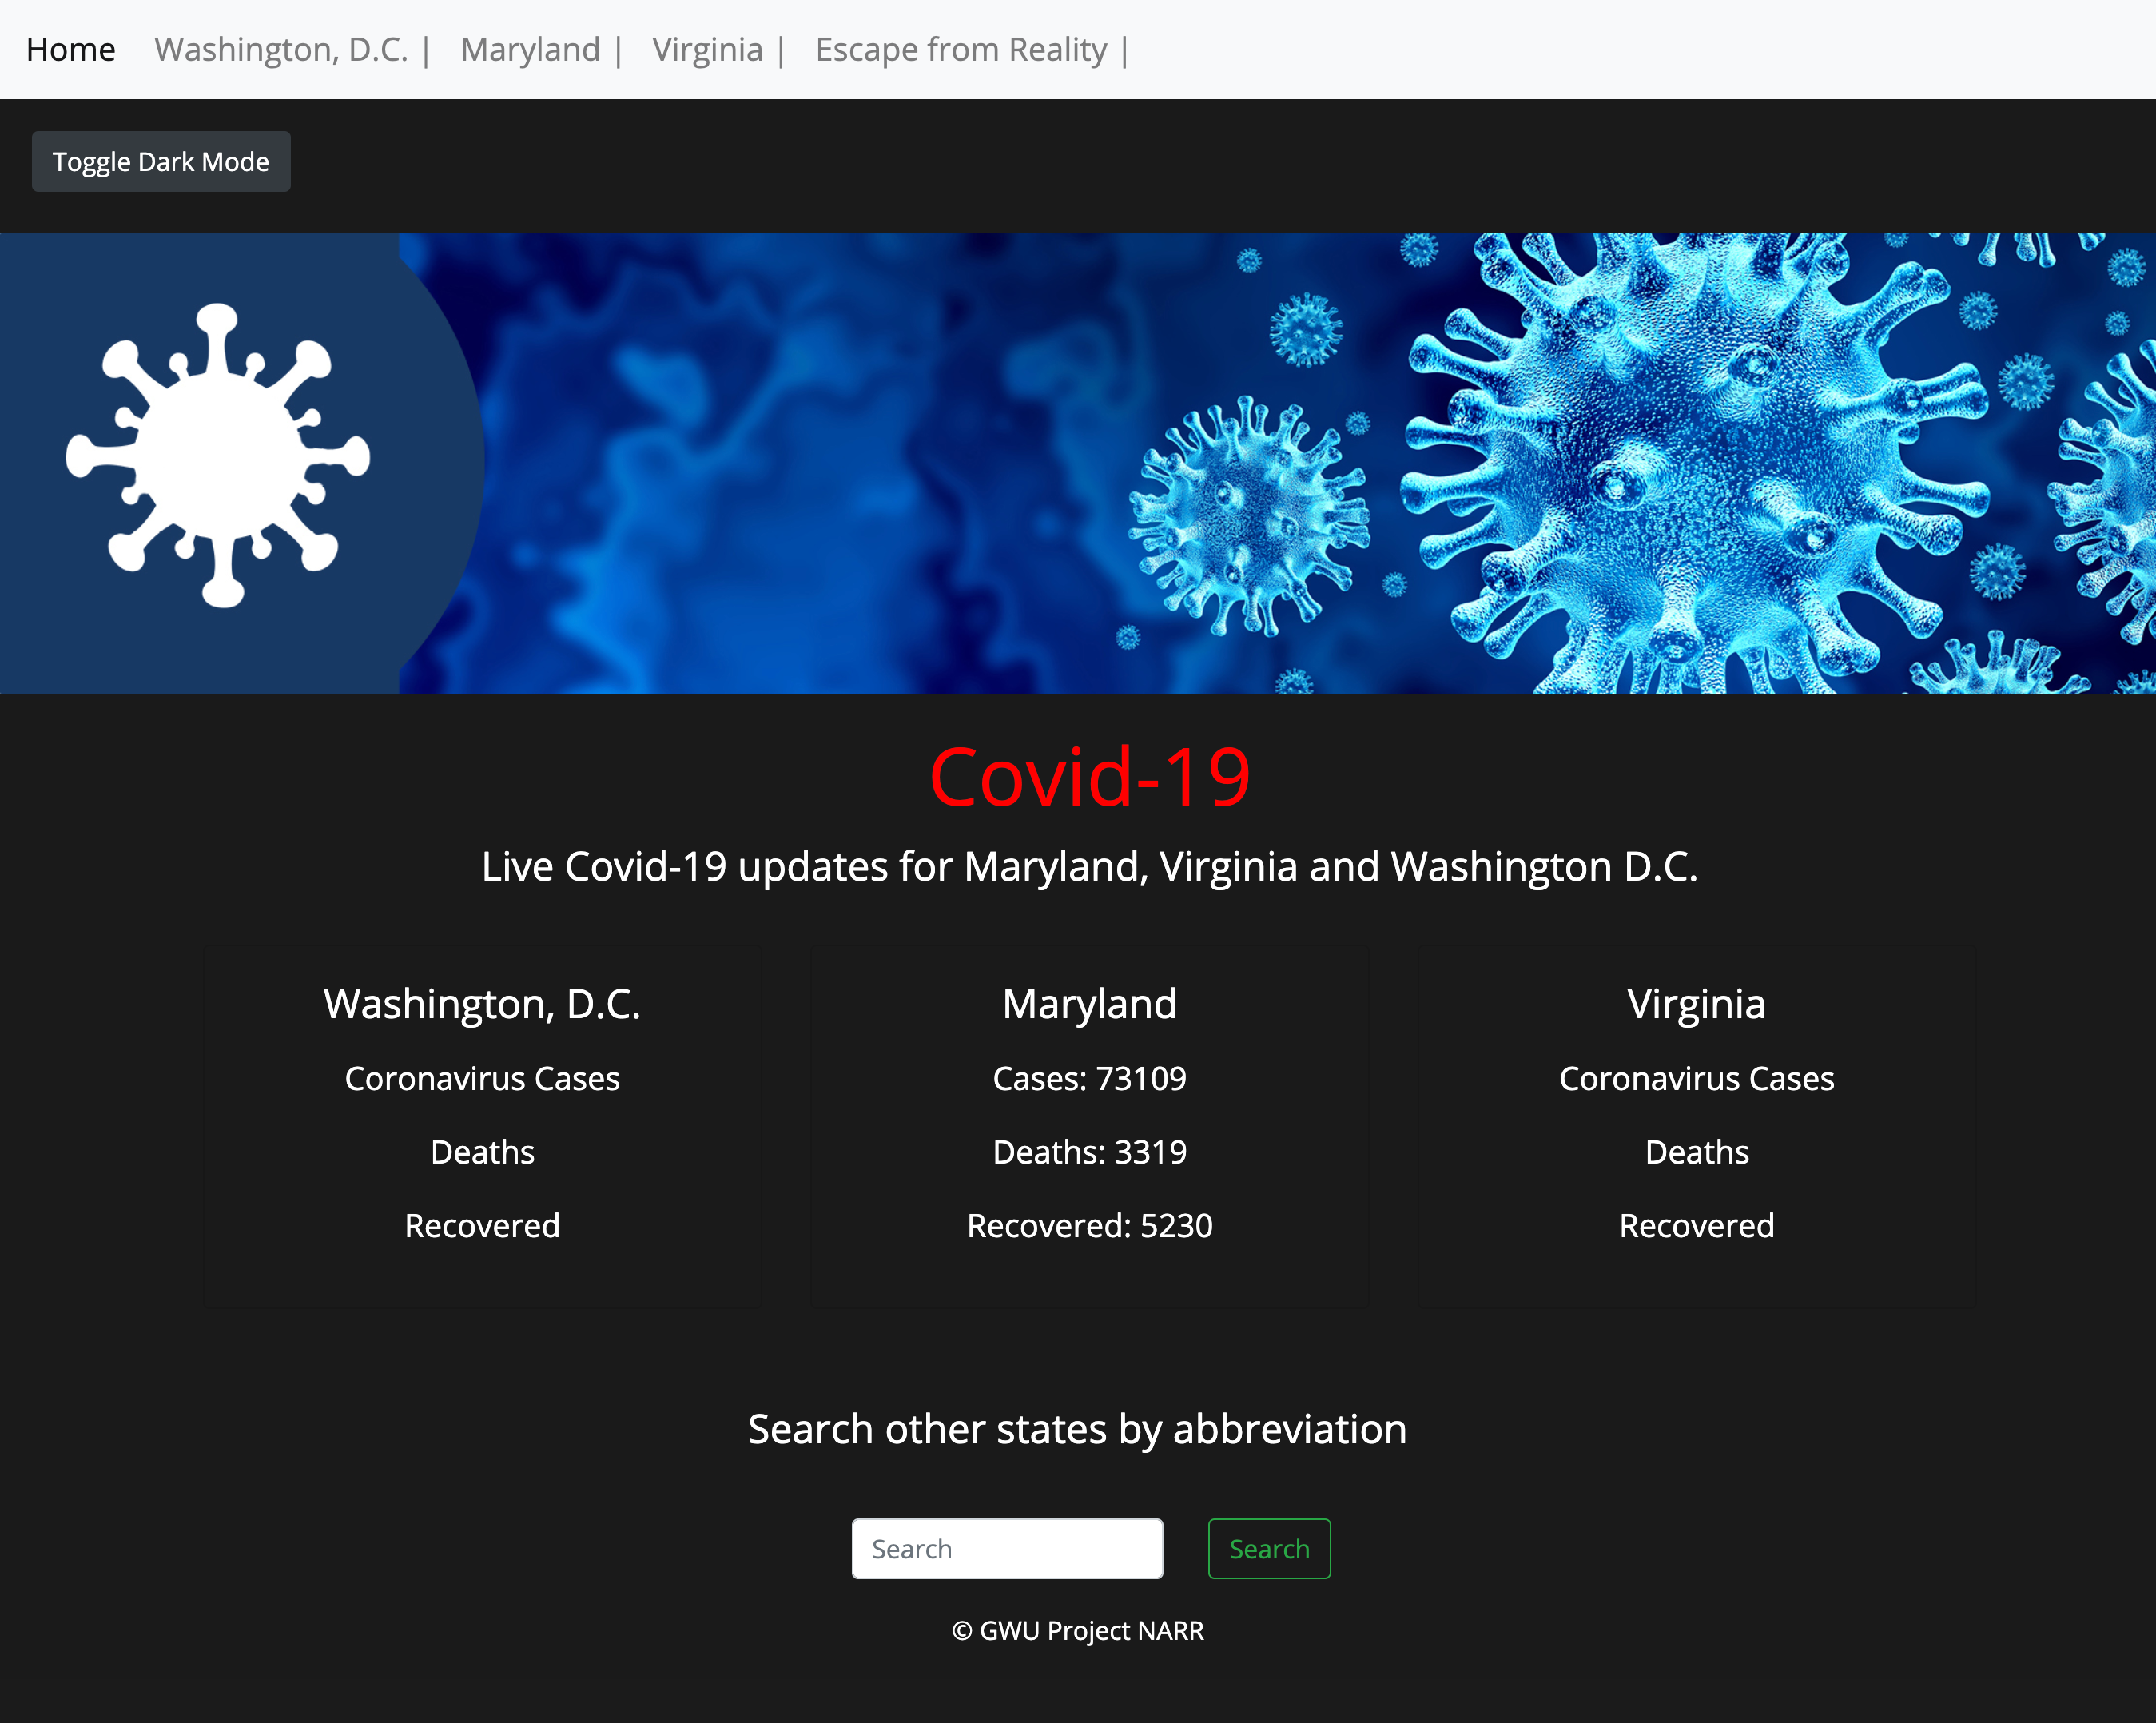 Home Washington, D.C. | Maryland | Virginia | Escape from Reality |
Toggle Dark Mode
Covid-19
Live Covid-19 updates for Maryland, Virginia and Washington D.C.
Washington, D.C.
Coronavirus Cases
Deaths
Recovered
Maryland
Cases: 73109
Deaths: 3319
Recovered: 5230
Virginia
Coronavirus Cases
Deaths
Recovered
Search other states by abbreviation
Search Search
© GWU Project NARR